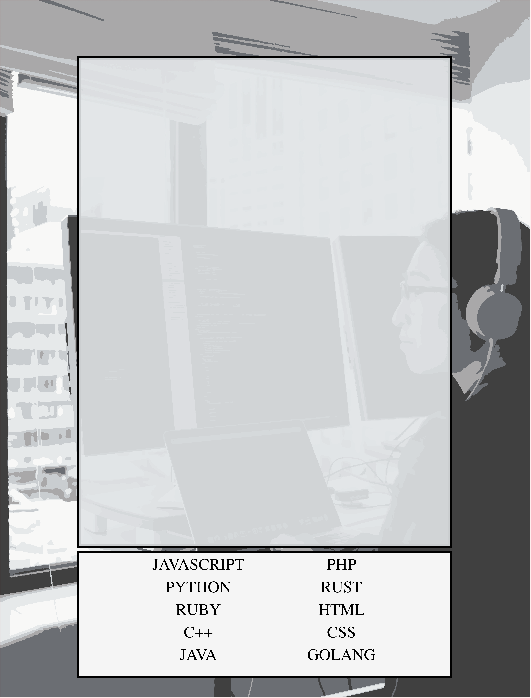 JAVASCRIPT PHP
PYTHON RUST
RUBY HTML
C++ CSS
JAVA GOLANG